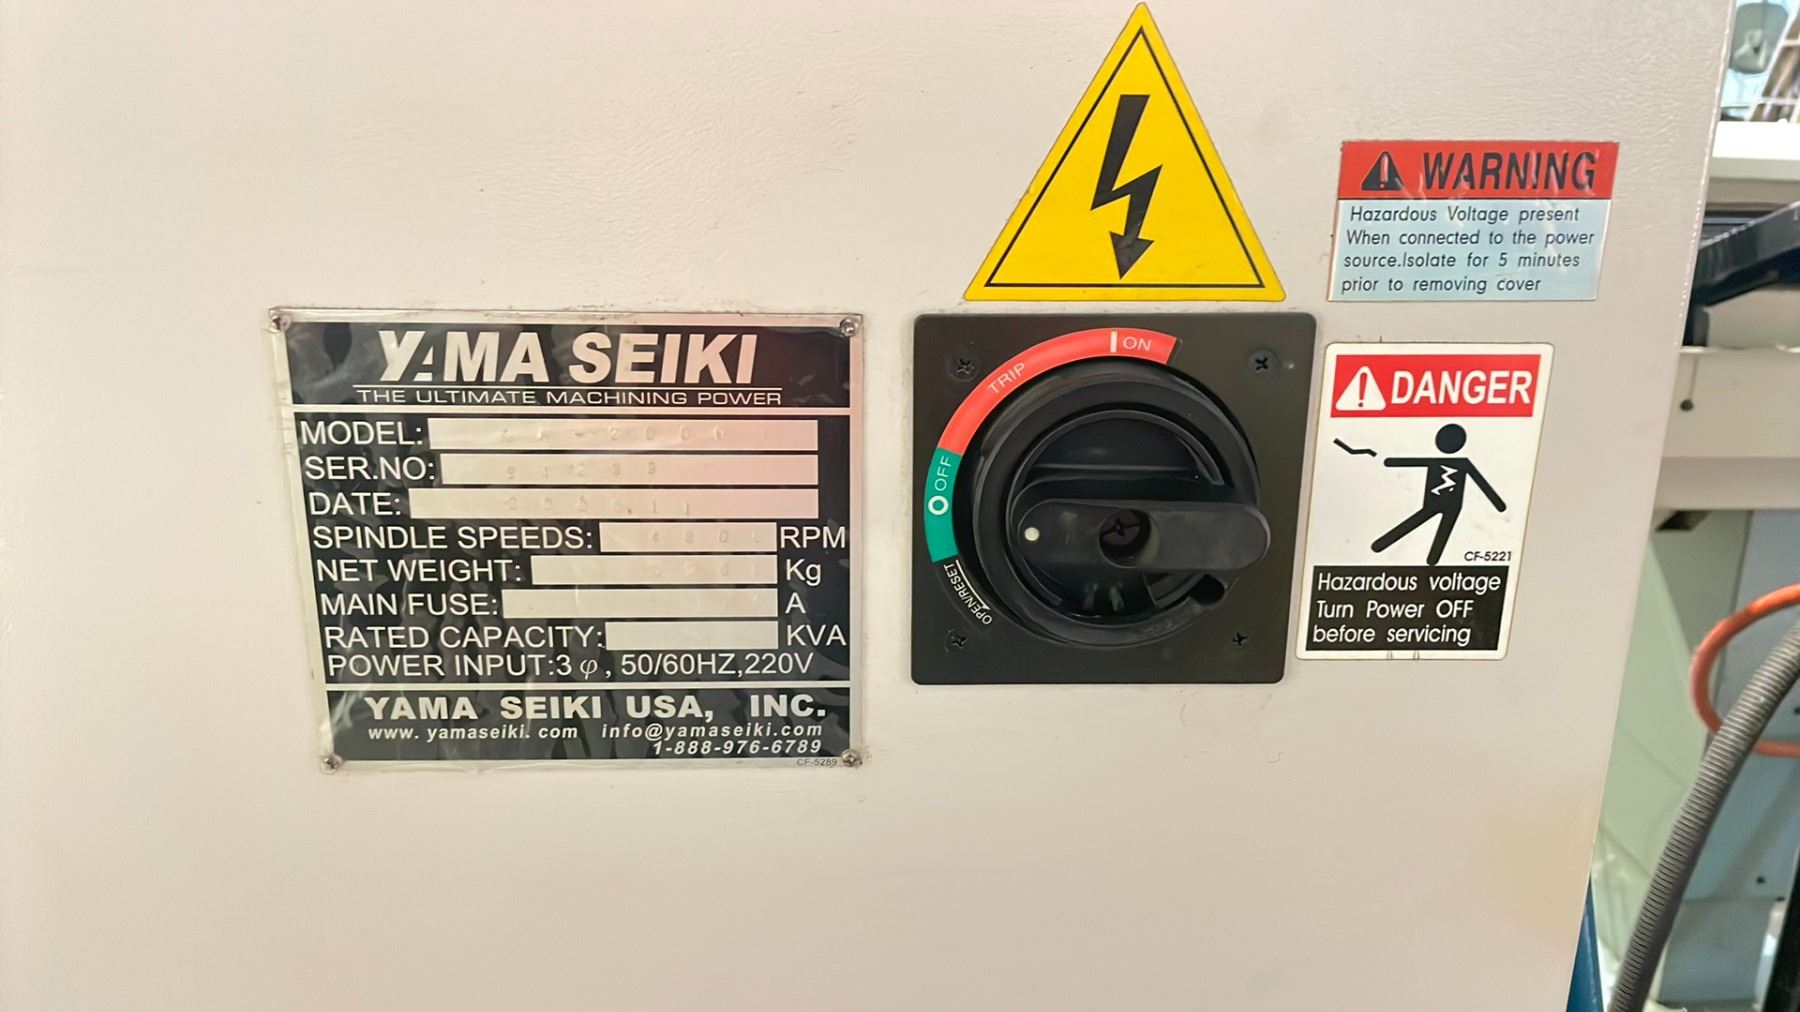 YAMA SEIKI
THE ULTIMATE MACHINING POWER
MODEL:
SER.NO:
DATE:
SPINDLE SPEEDS: RPM
NET WEIGHT: Kg
MAIN FUSE: A
RATED CAPACITY: KVA
POWER INPUT:3 φ, 50/60HZ,220V
YAMA SEIKI USA, INC.
www. yamaseiki. com info@yamaseiki.com
1-888-976-6789
CF-5289
ON
TRIP
OFF
OPEN/RESET
WARNING
Hazardous Voltage present
When connected to the power
source.Isolate for 5 minutes
prior to removing cover
DANGER
CF-5221
Hazardous voltage
Turn Power OFF
before servicing